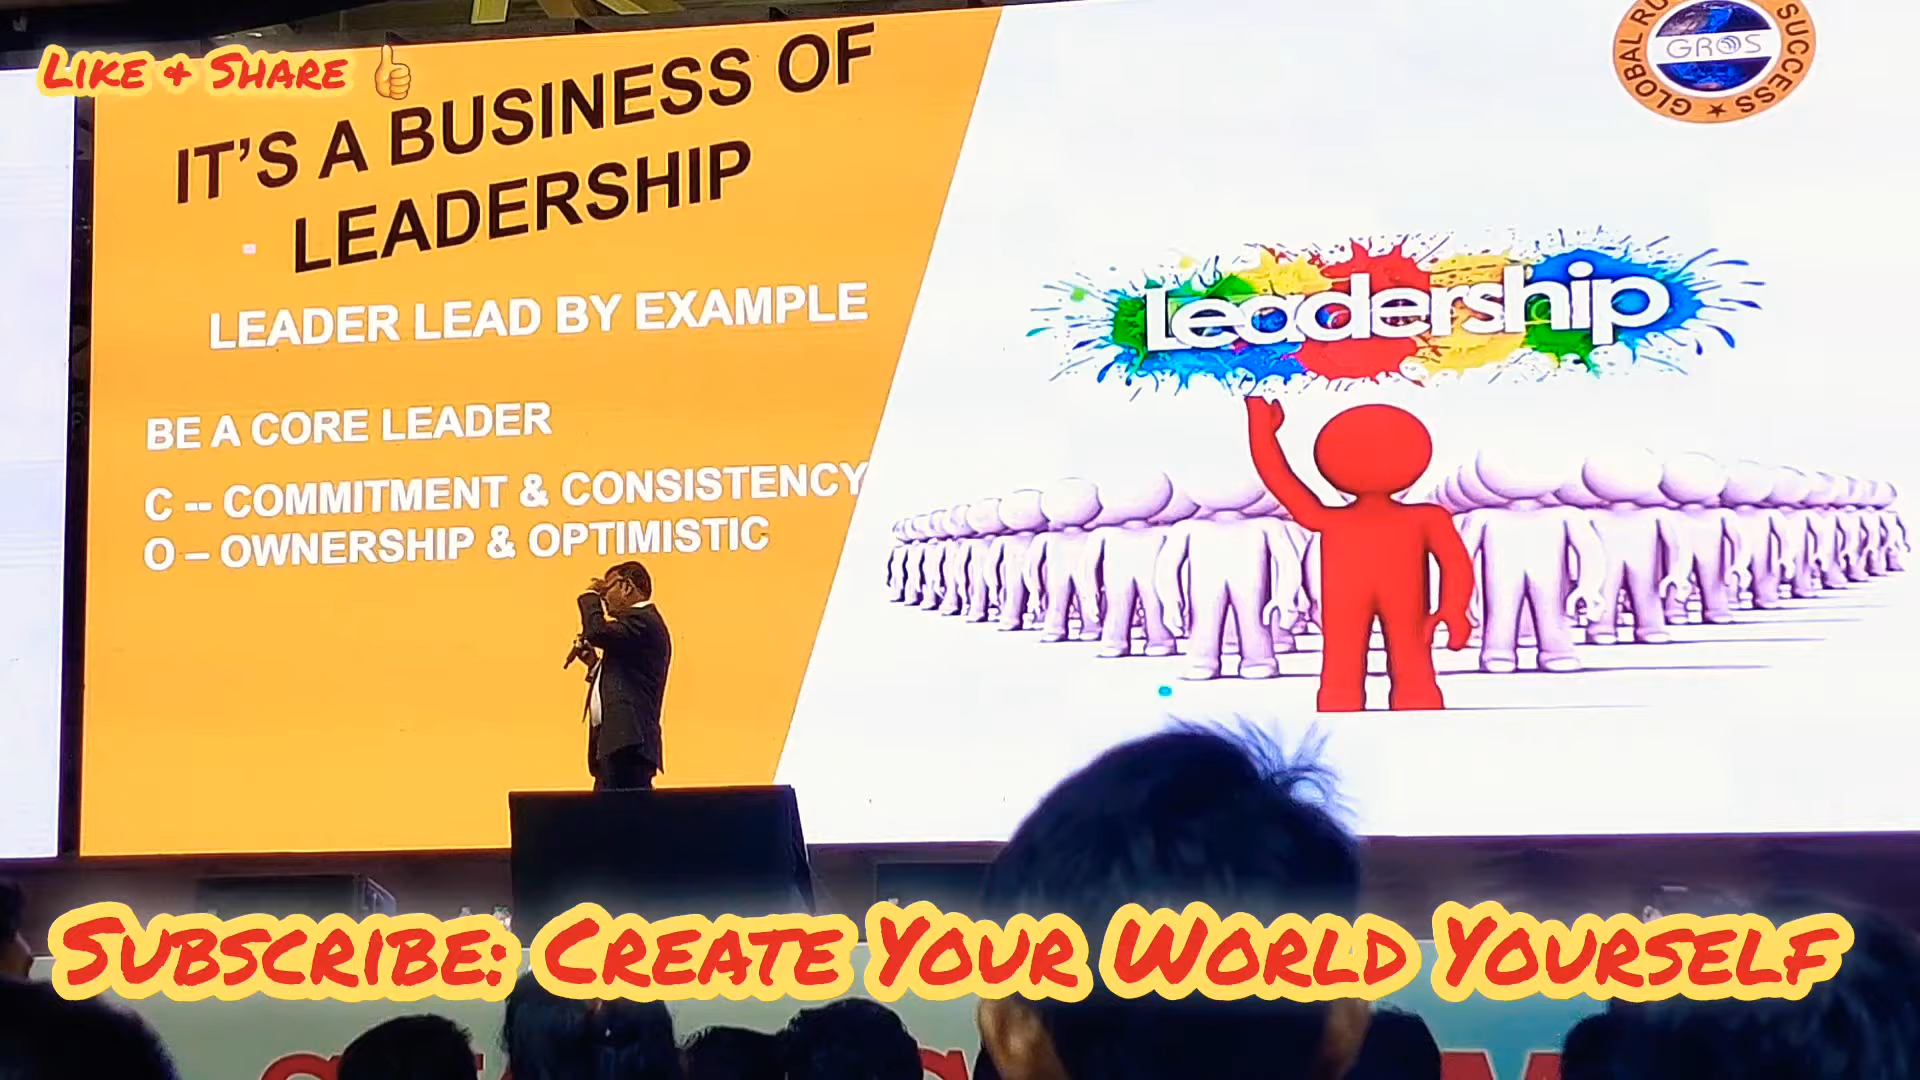 LIKE & SHARE 👍
IT'S A BUSINESS OF
LEADERSHIP
LEADER LEAD BY EXAMPLE
BE A CORE LEADER
C -- COMMITMENT & CONSISTENCY
O – OWNERSHIP & OPTIMISTIC
GLOBAL
SUCCESS ★
GROS
Leadership
SUBSCRIBE: CREATE YOUR WORLD YOURSELF